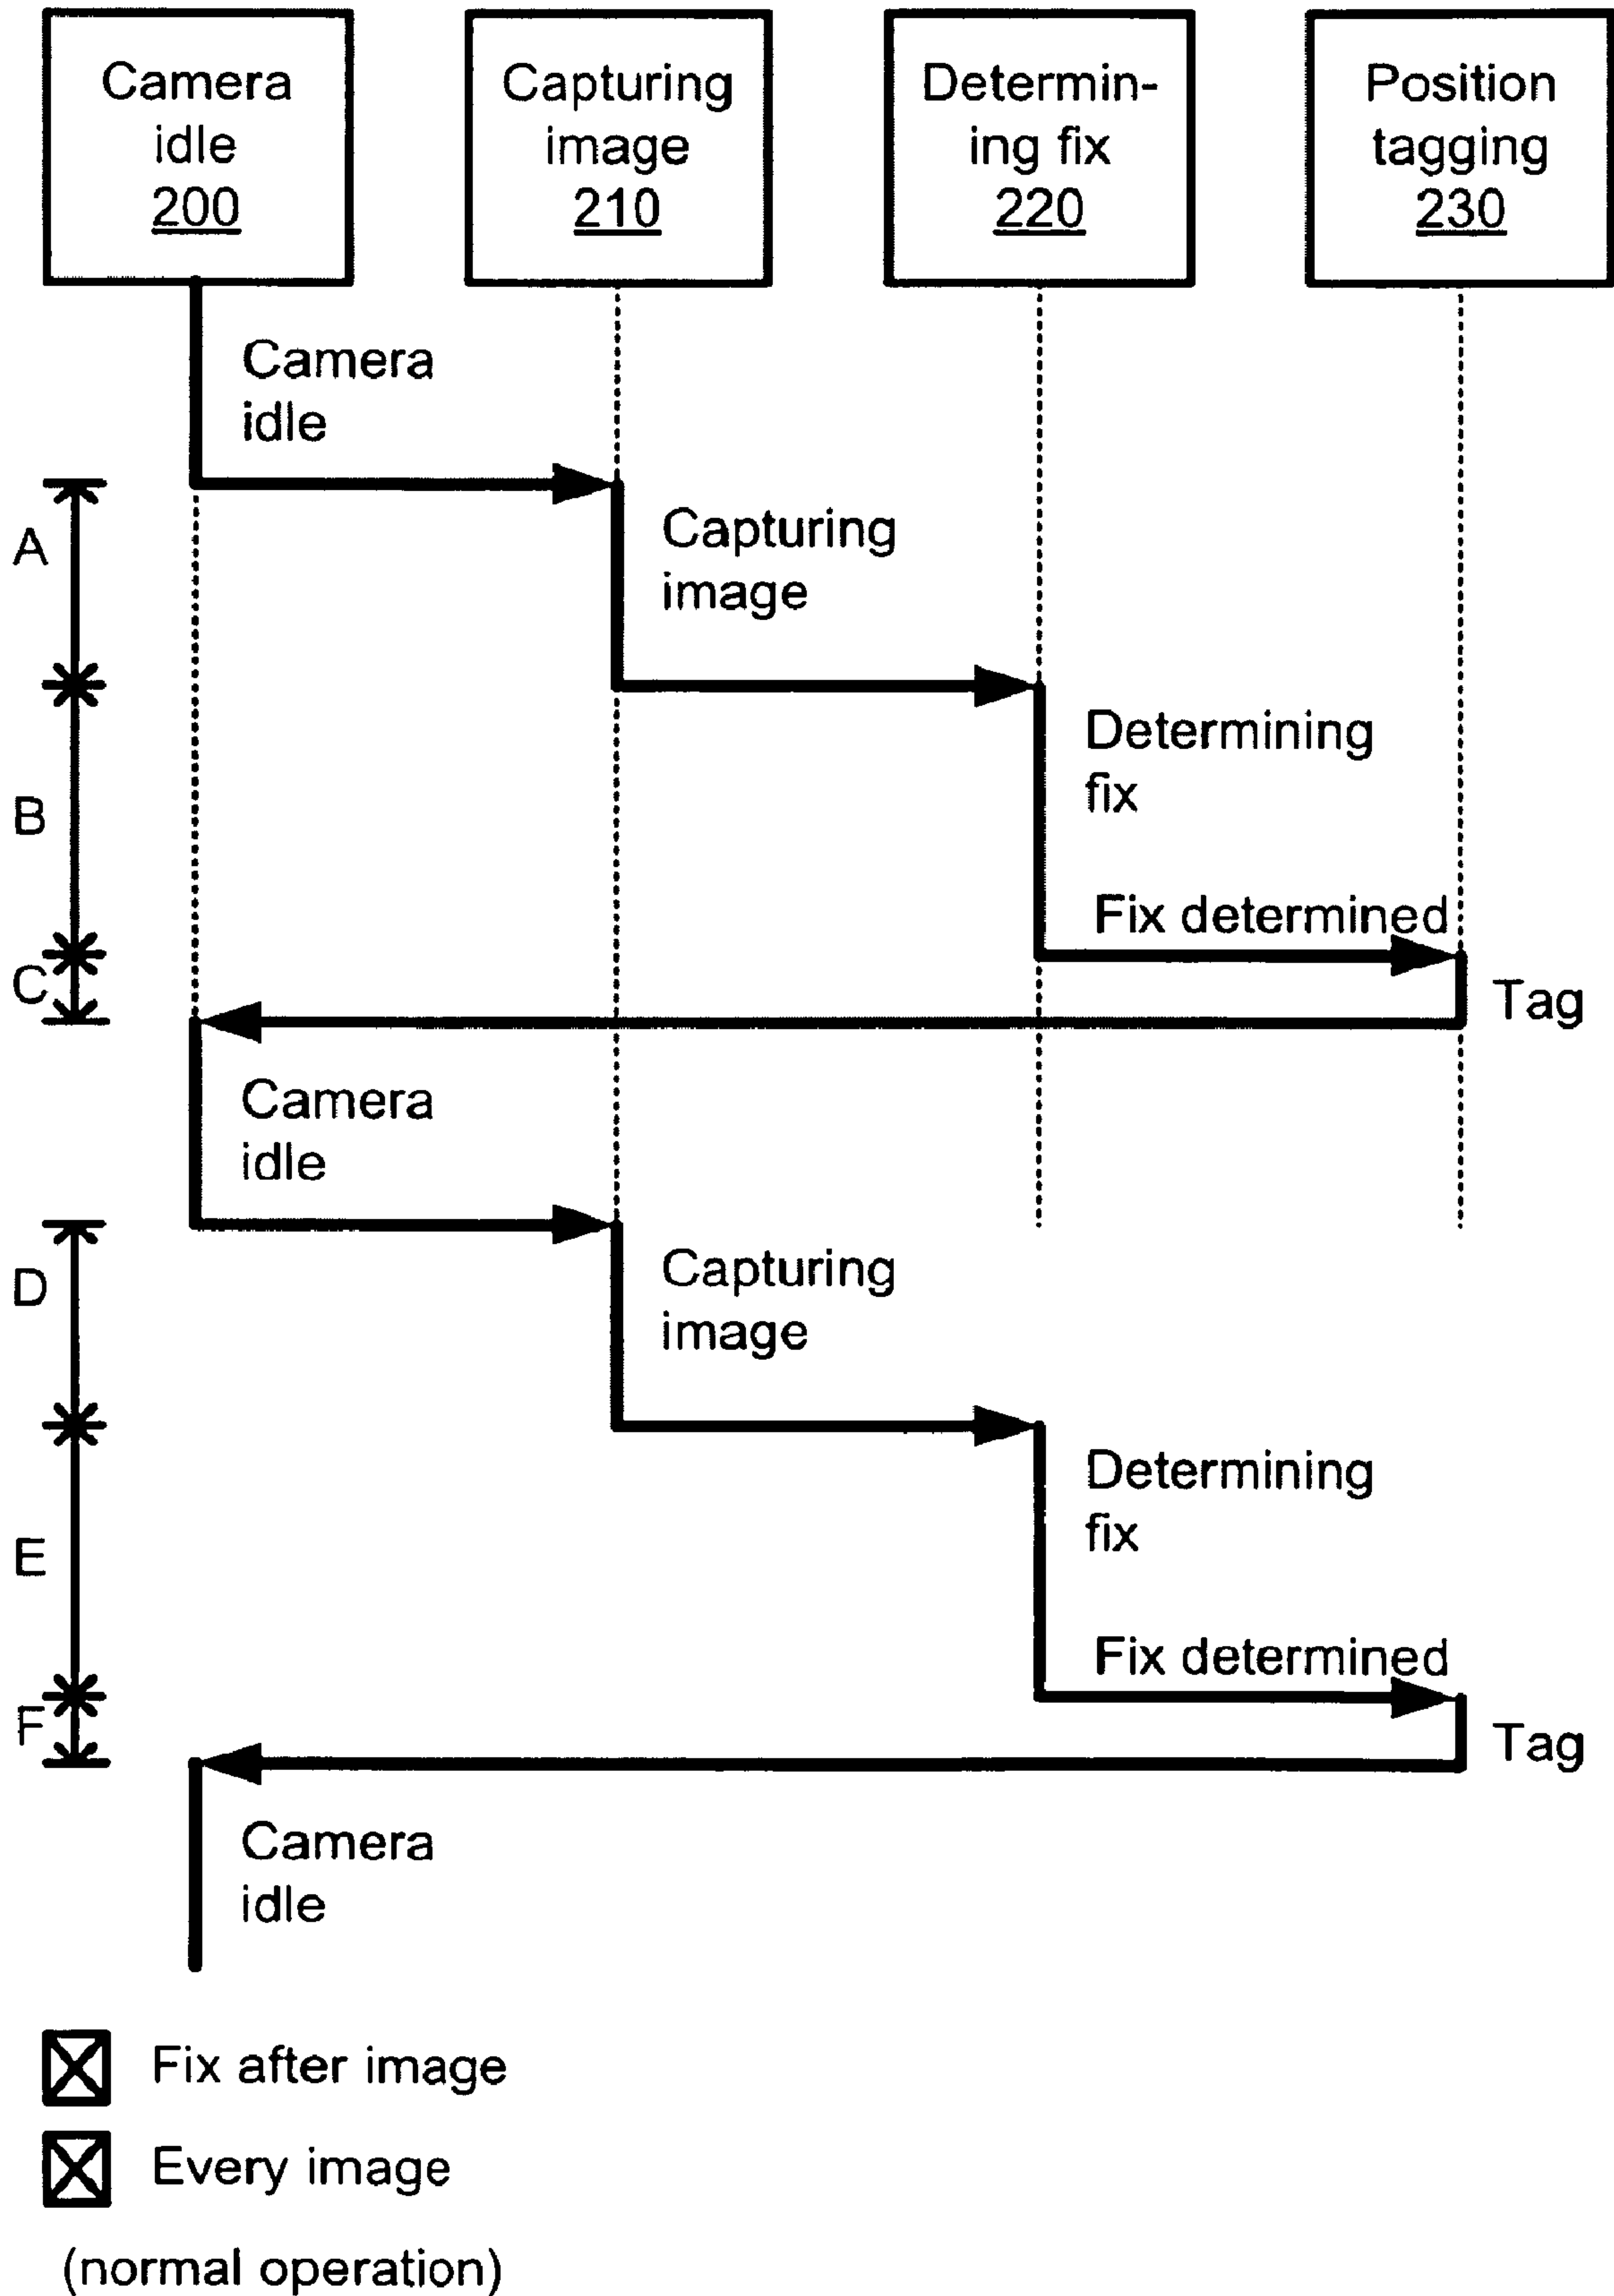 Camera
idle
200
Capturing
image
210
Determin-
ing fix
220
Position
tagging
230
Camera
idle
A
Capturing
image
B
Determining
fix
Fix determined
C
Tag
Camera
idle
D
Capturing
image
E
Determining
fix
Fix determined
F
Tag
Camera
idle
Fix after image
Every image
(normal operation)